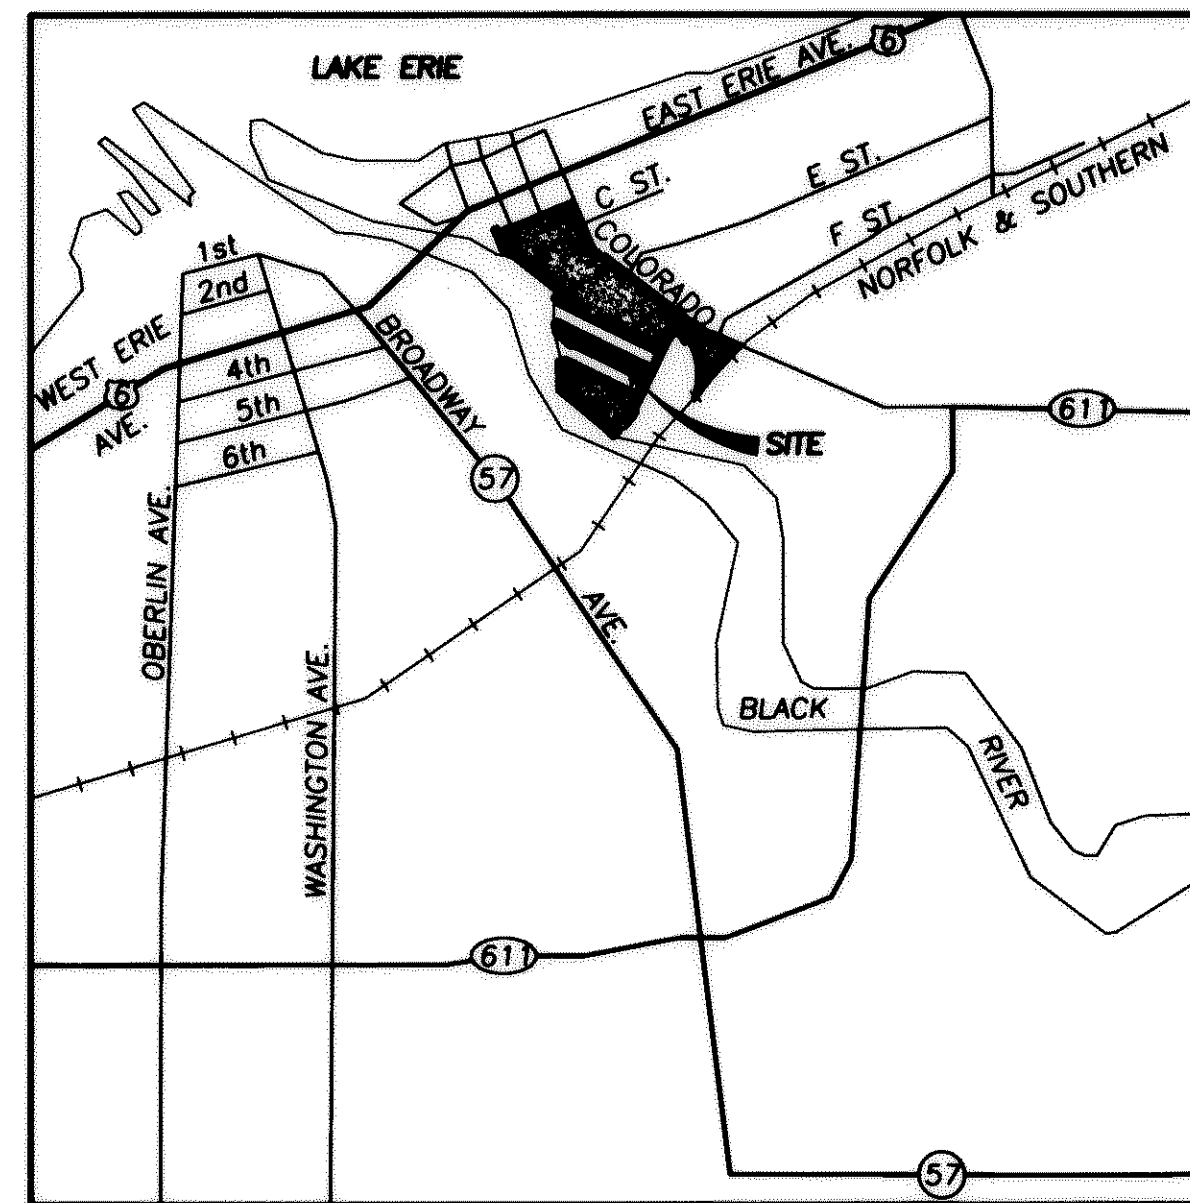 LAKE ERIE
EAST ERIE AVE.
6
C ST.
E ST.
F ST.
NORFOLK & SOUTHERN
COLORADO
1st
2nd
WEST ERIE
6
AVE.
4th
5th
6th
BROADWAY
57
AVE.
611
SITE
OBERLIN AVE.
WASHINGTON AVE.
BLACK
RIVER
611
57